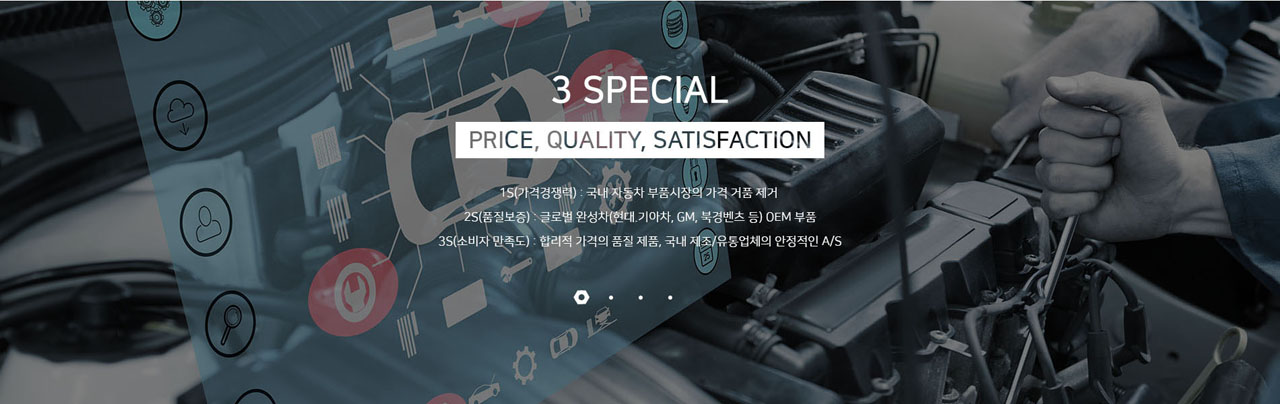 3 SPECIAL
PRICE, QUALITY, SATISFACTION
1S(가격경쟁력) : 국내 자동차 부품시장의 가격 거품 제거
2S(품질보증) : 글로벌 완성차(현대.기아차, GM, 북경벤츠 등) OEM 부품
3S(소비자 만족도) : 합리적 가격의 품질 제품, 국내 제조/유통업체의 안정적인 A/S
25